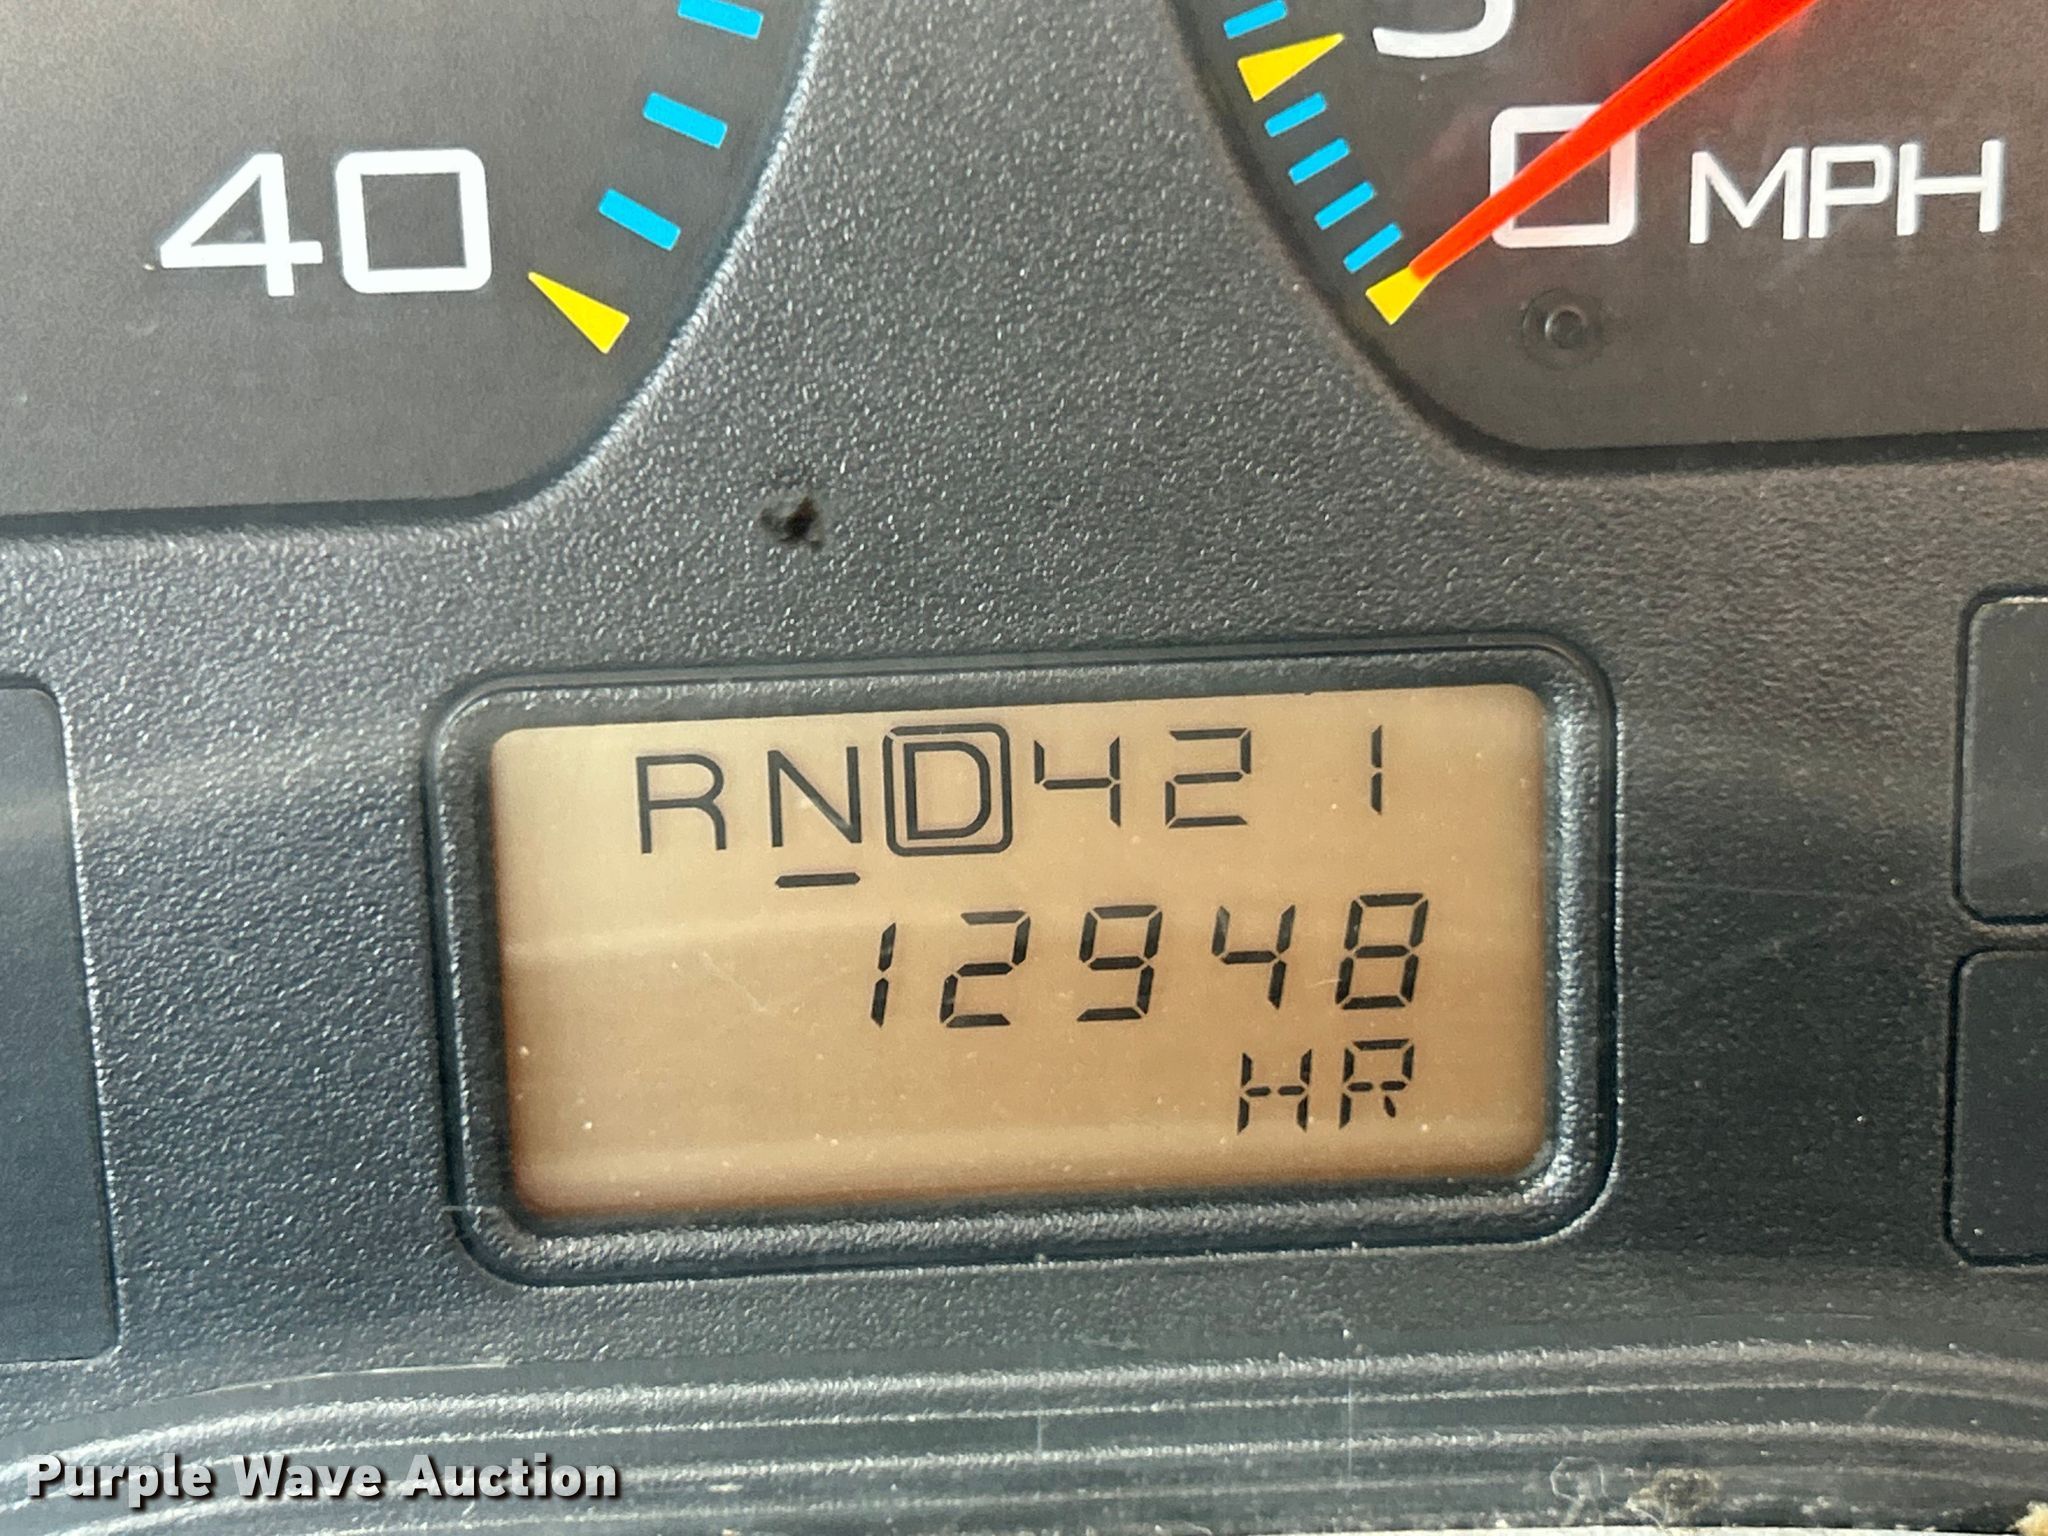 40
0 MPH
RND421
12948
HR
Purple Wave Auction